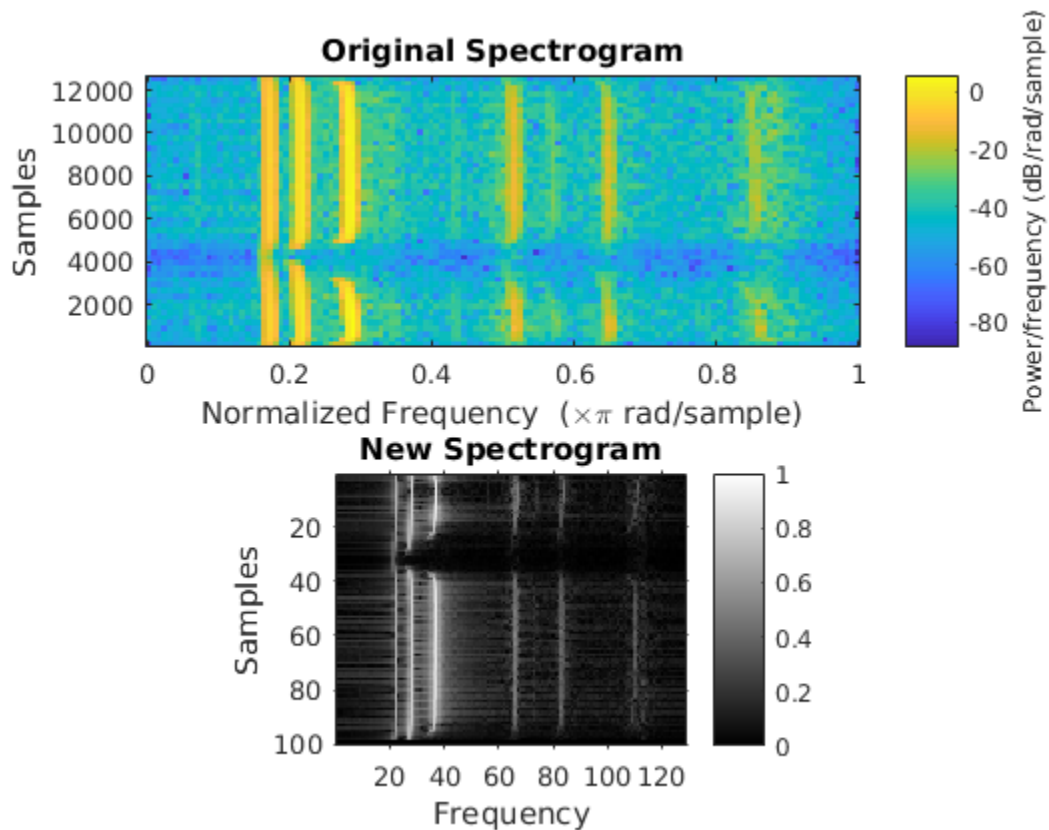 Original Spectrogram
Samples
12000
10000
8000
6000
4000
2000
0 0.2 0.4 0.6 0.8 1
Normalized Frequency (×π rad/sample)
0
-20
-40
-60
-80
Power/frequency (dB/rad/sample)
New Spectrogram
Samples
20
40
60
80
100
20 40 60 80 100 120
Frequency
1
0.8
0.6
0.4
0.2
0